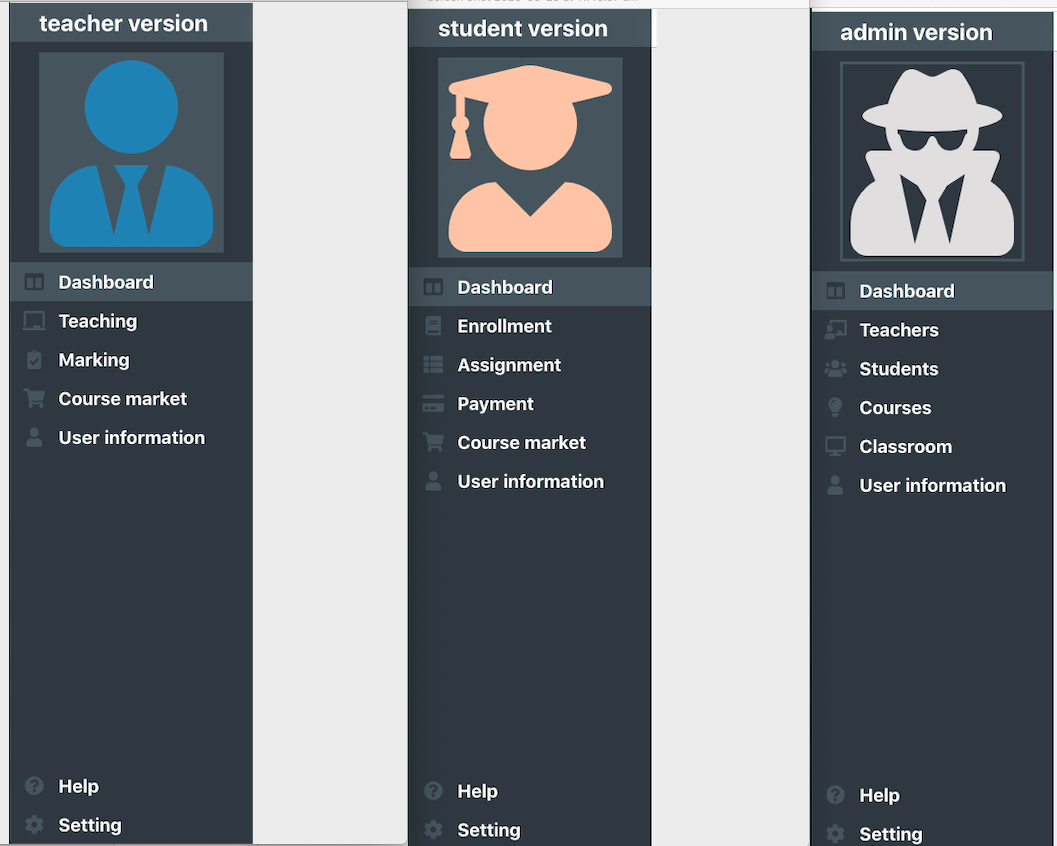 teacher version
Dashboard
Teaching
Marking
Course market
User information
Help
Setting
student version
Dashboard
Enrollment
Assignment
Payment
Course market
User information
Help
Setting
admin version
Dashboard
Teachers
Students
Courses
Classroom
User information
Help
Setting